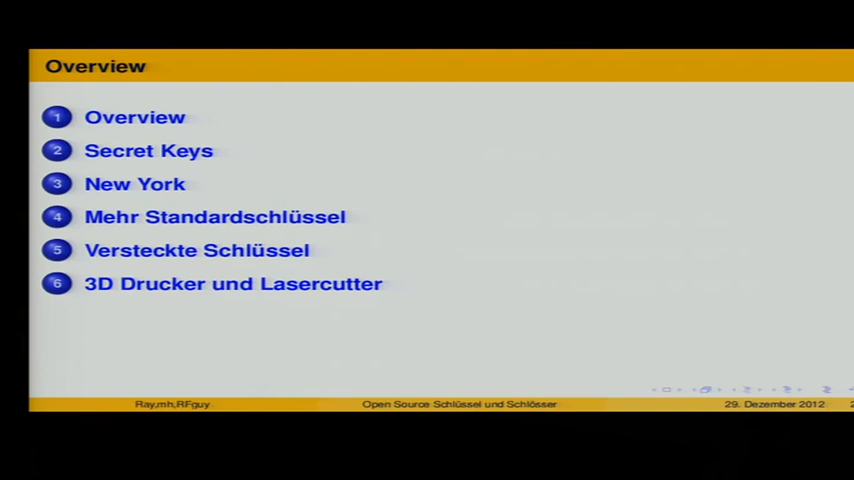 Overview
1 Overview
2 Secret Keys
3 New York
4 Mehr Standardschlüssel
5 Versteckte Schlüssel
6 3D Drucker und Lasercutter
Ray,mh,RFguy Open Source Schlüssel und Schlösser 29. Dezember 2012